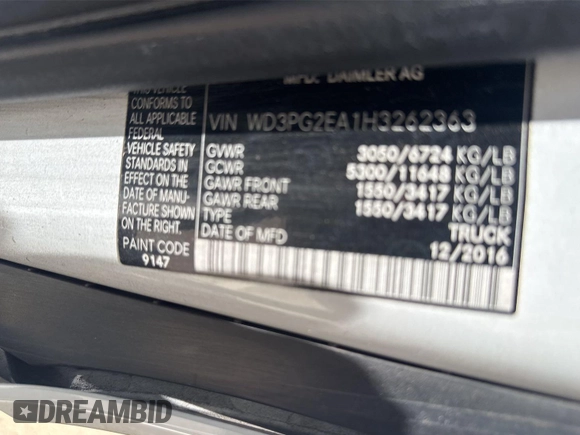 MFD. DAIMLER AG
THIS VEHICLE
CONFORMS TO
ALL APPLICABLE
FEDERAL
VEHICLE SAFETY
STANDARDS IN
EFFECT ON THE
DATE OF MANU-
FACTURE SHOWN
ON THE RIGHT.
PAINT CODE
9147
VIN WD3PG2EA1H3262363
GVWR 3050/6724 KG/LB
GCWR 5300/11648 KG/LB
GAWR FRONT 1550/3417 KG/LB
GAWR REAR 1550/3417 KG/LB
TYPE TRUCK
DATE OF MFD 12/2016
DREAMBID